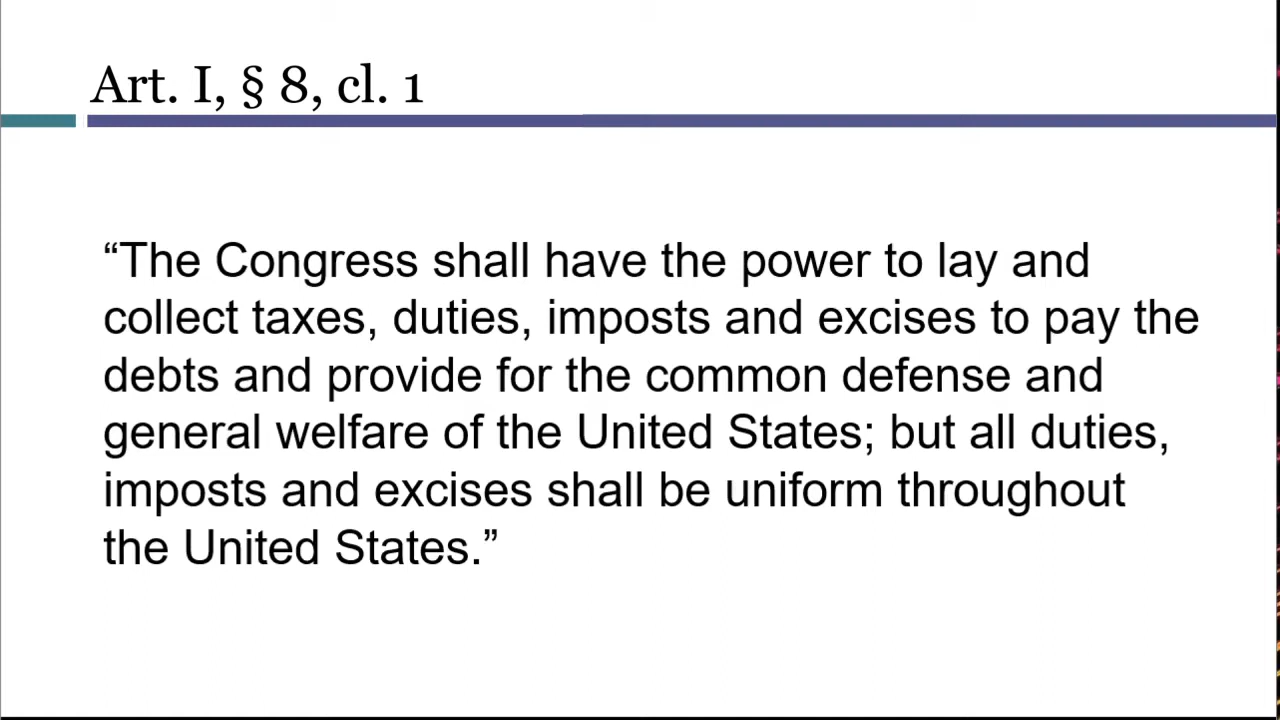 Art. I, § 8, cl. 1
“The Congress shall have the power to lay and
collect taxes, duties, imposts and excises to pay the
debts and provide for the common defense and
general welfare of the United States; but all duties,
imposts and excises shall be uniform throughout
the United States.”